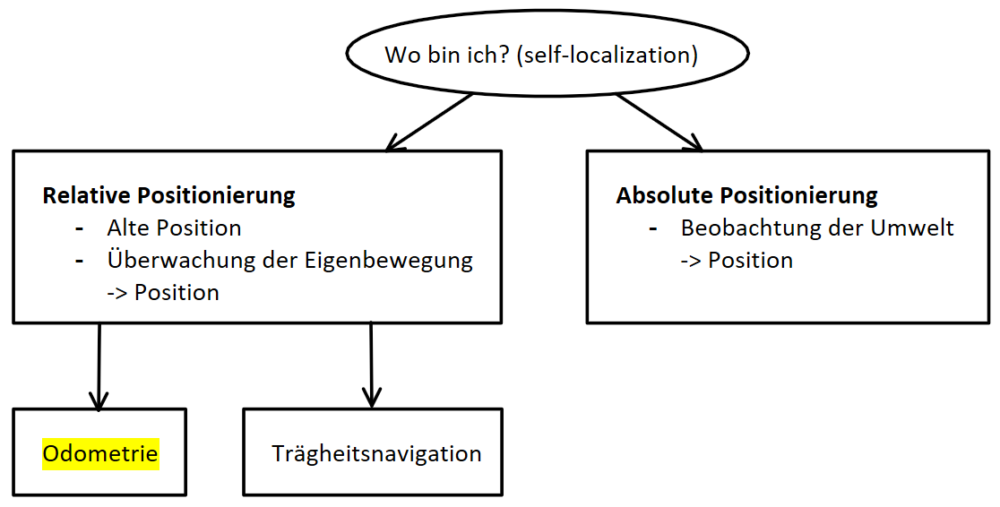 Wo bin ich? (self-localization)
Relative Positionierung
- Alte Position
- Überwachung der Eigenbewegung
-> Position
Absolute Positionierung
- Beobachtung der Umwelt
-> Position
Odometrie
Trägheitsnavigation